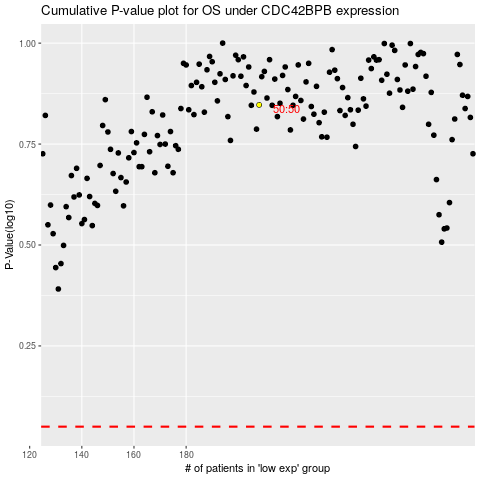 Cumulative P-value plot for OS under CDC42BPB expression
1.00
0.75
0.50
0.25
P-Value(log10)
50:50
120 140 160 180
# of patients in 'low exp' group